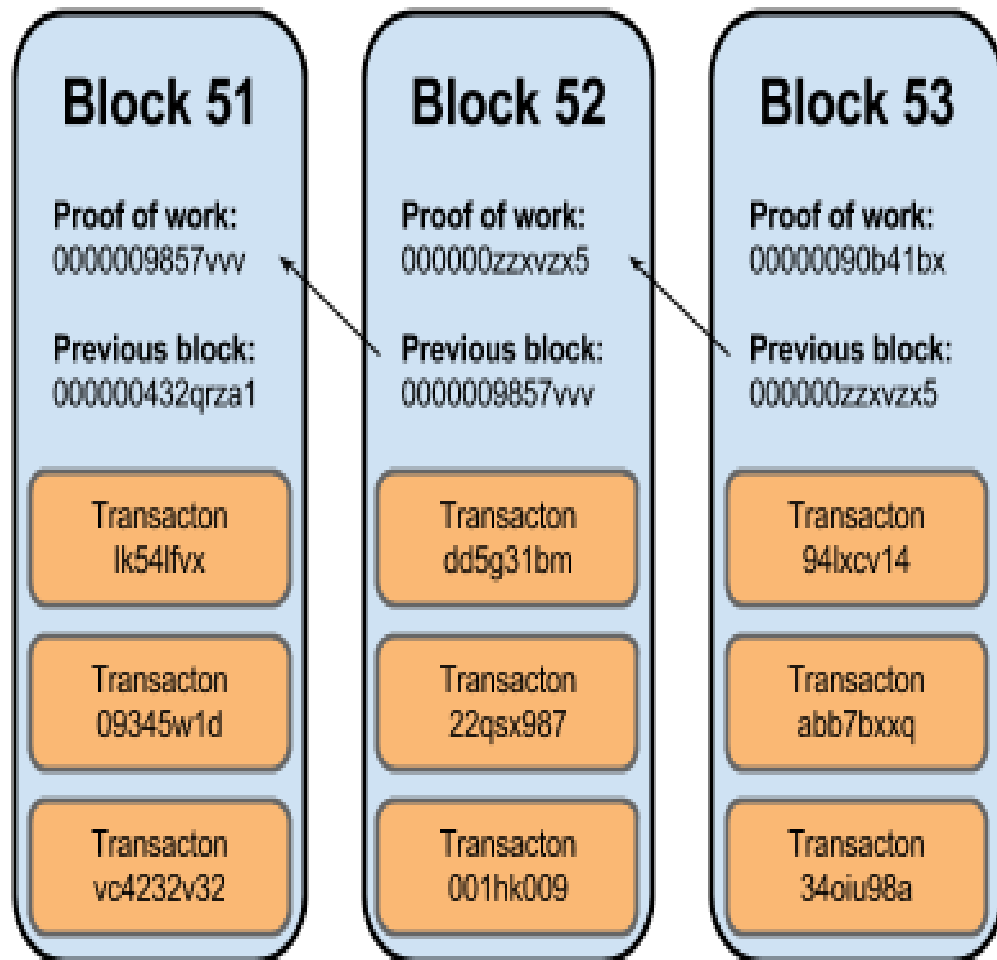 Block 51
Proof of work:
0000009857vvv
Previous block:
000000432qrza1
Transacton
lk54lfvx
Transacton
09345w1d
Transacton
vc4232v32
Block 52
Proof of work:
000000zzxvzx5
Previous block:
0000009857vvv
Transacton
dd5g31bm
Transacton
22qsx987
Transacton
001hk009
Block 53
Proof of work:
00000090b41bx
Previous block:
000000zzxvzx5
Transacton
94lxcv14
Transacton
abb7bxxq
Transacton
34oiu98a